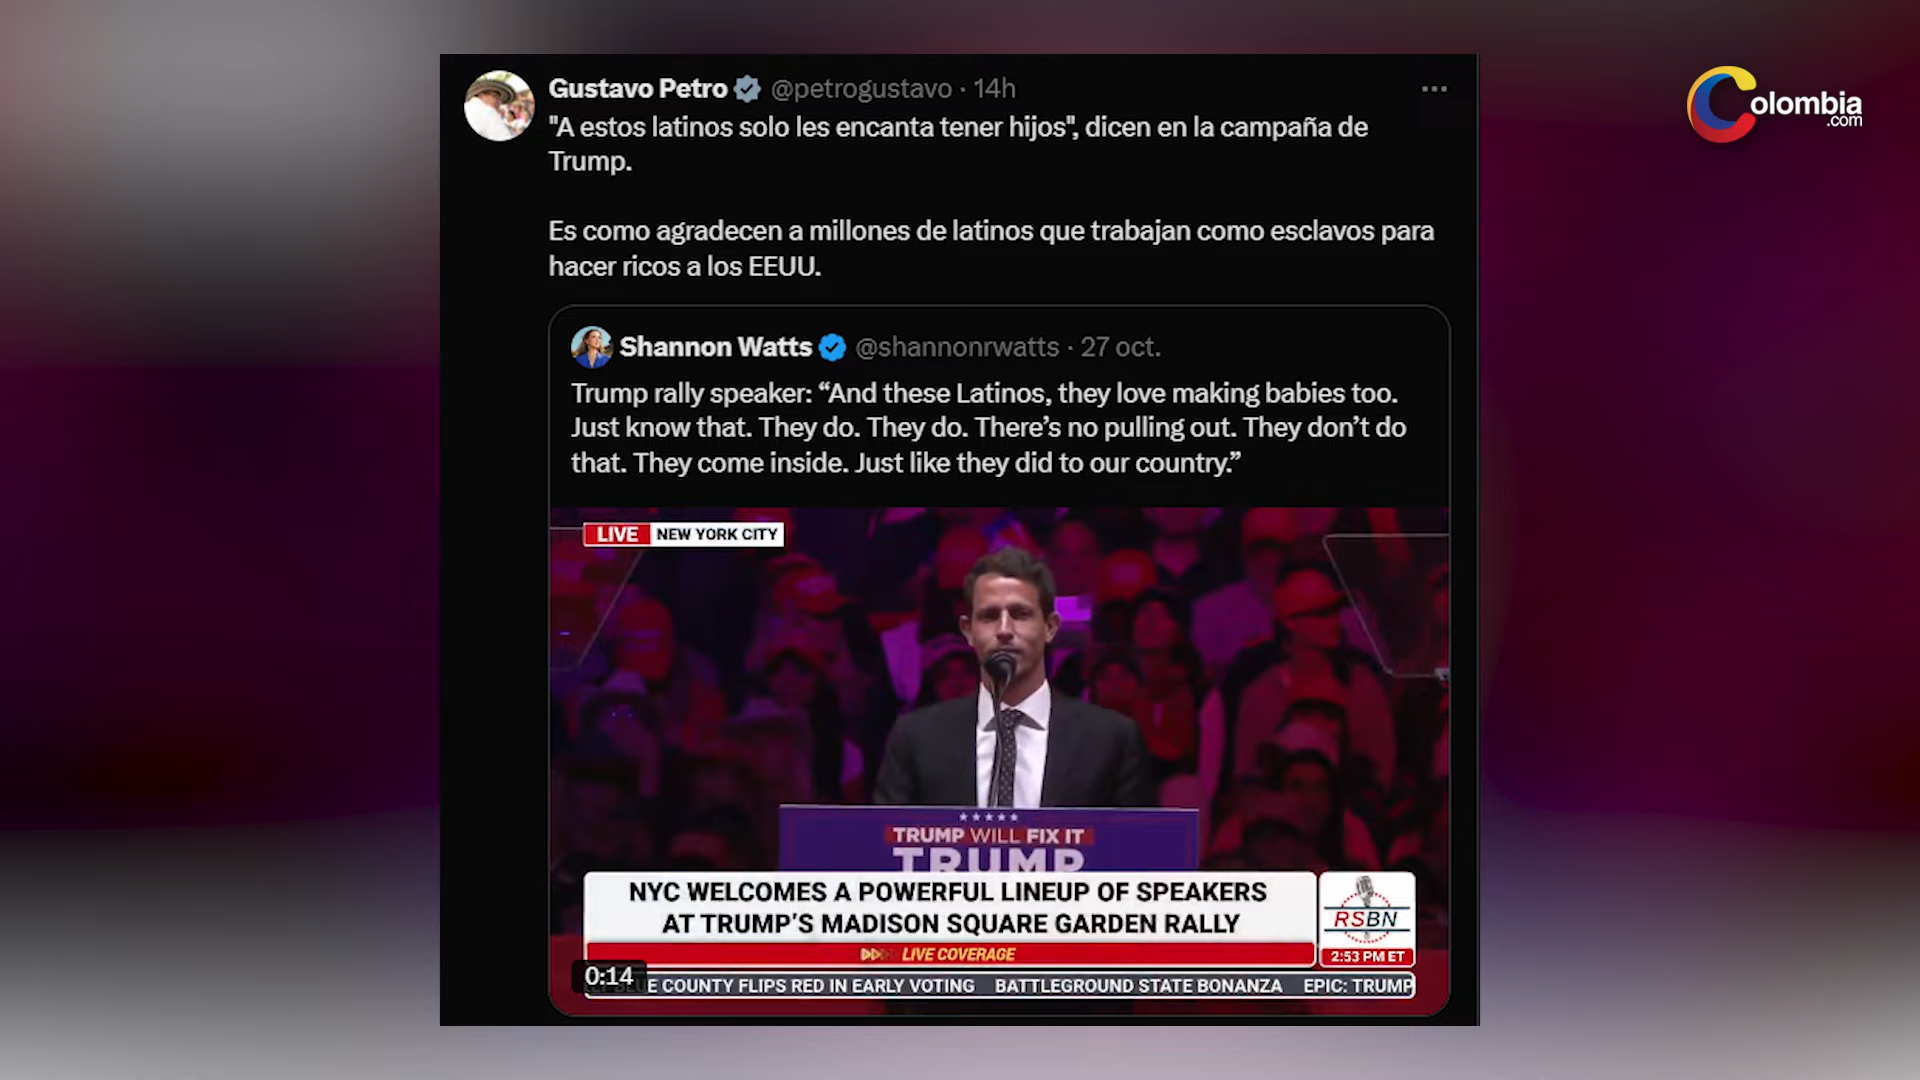 Gustavo Petro @petrogustavo · 14h
"A estos latinos solo les encanta tener hijos", dicen en la campaña de
Trump.
Es como agradecen a millones de latinos que trabajan como esclavos para
hacer ricos a los EEUU.
Shannon Watts @shannonrwatts · 27 oct.
Trump rally speaker: “And these Latinos, they love making babies too.
Just know that. They do. They do. There’s no pulling out. They don’t do
that. They come inside. Just like they did to our country.”
LIVE NEW YORK CITY
TRUMP WILL FIX IT
TRUMP
NYC WELCOMES A POWERFUL LINEUP OF SPEAKERS
AT TRUMP’S MADISON SQUARE GARDEN RALLY
LIVE COVERAGE
RSBN
2:53 PM ET
0:14
E COUNTY FLIPS RED IN EARLY VOTING BATTLEGROUND STATE BONANZA EPIC: TRUMP
Colombia
.com